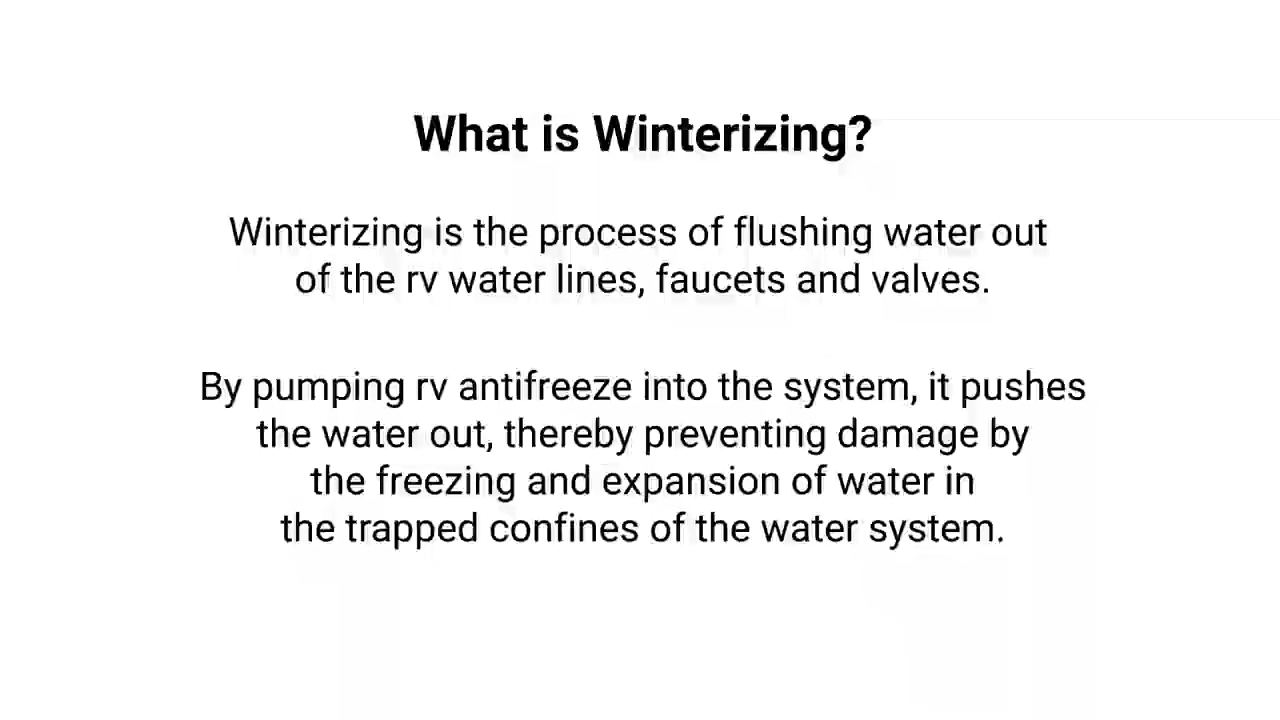 What is Winterizing?
Winterizing is the process of flushing water out
of the rv water lines, faucets and valves.
By pumping rv antifreeze into the system, it pushes
the water out, thereby preventing damage by
the freezing and expansion of water in
the trapped confines of the water system.